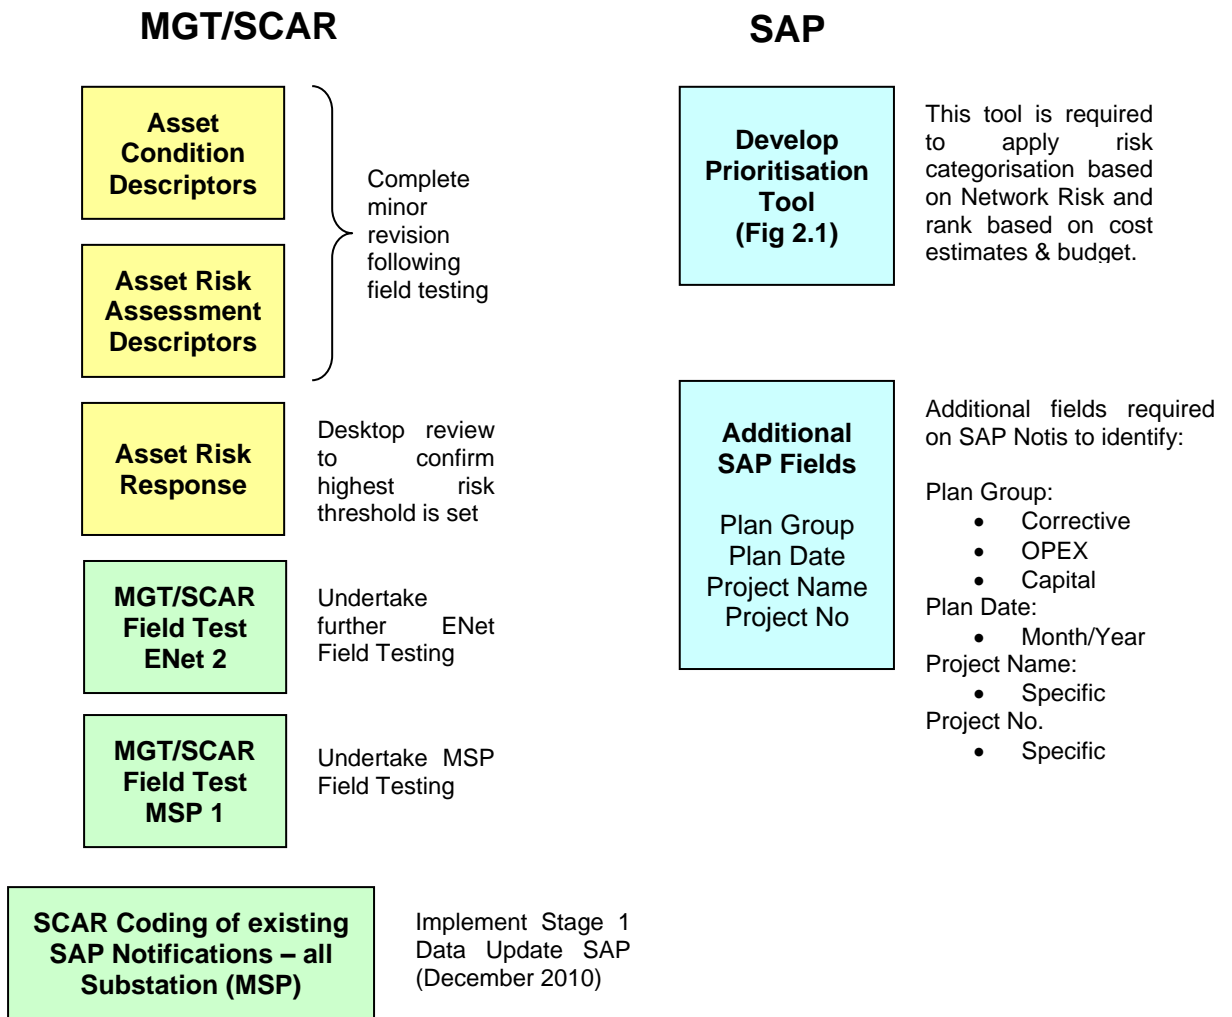 MGT/SCAR
Asset
Condition
Descriptors
Asset Risk
Assessment
Descriptors
Complete
minor
revision
following
field testing
Asset Risk
Response
Desktop review
to confirm
highest risk
threshold is set
MGT/SCAR
Field Test
ENet 2
Undertake
further ENet
Field Testing
MGT/SCAR
Field Test
MSP 1
Undertake MSP
Field Testing
SCAR Coding of existing
SAP Notifications – all
Substation (MSP)
Implement Stage 1
Data Update SAP
(December 2010)
SAP
Develop
Prioritisation
Tool
(Fig 2.1)
This tool is required
to apply risk
categorisation based
on Network Risk and
rank based on cost
estimates & budget.
Additional
SAP Fields
Plan Group
Plan Date
Project Name
Project No
Additional fields required
on SAP Notis to identify:
Plan Group:
• Corrective
• OPEX
• Capital
Plan Date:
• Month/Year
Project Name:
• Specific
Project No.
• Specific